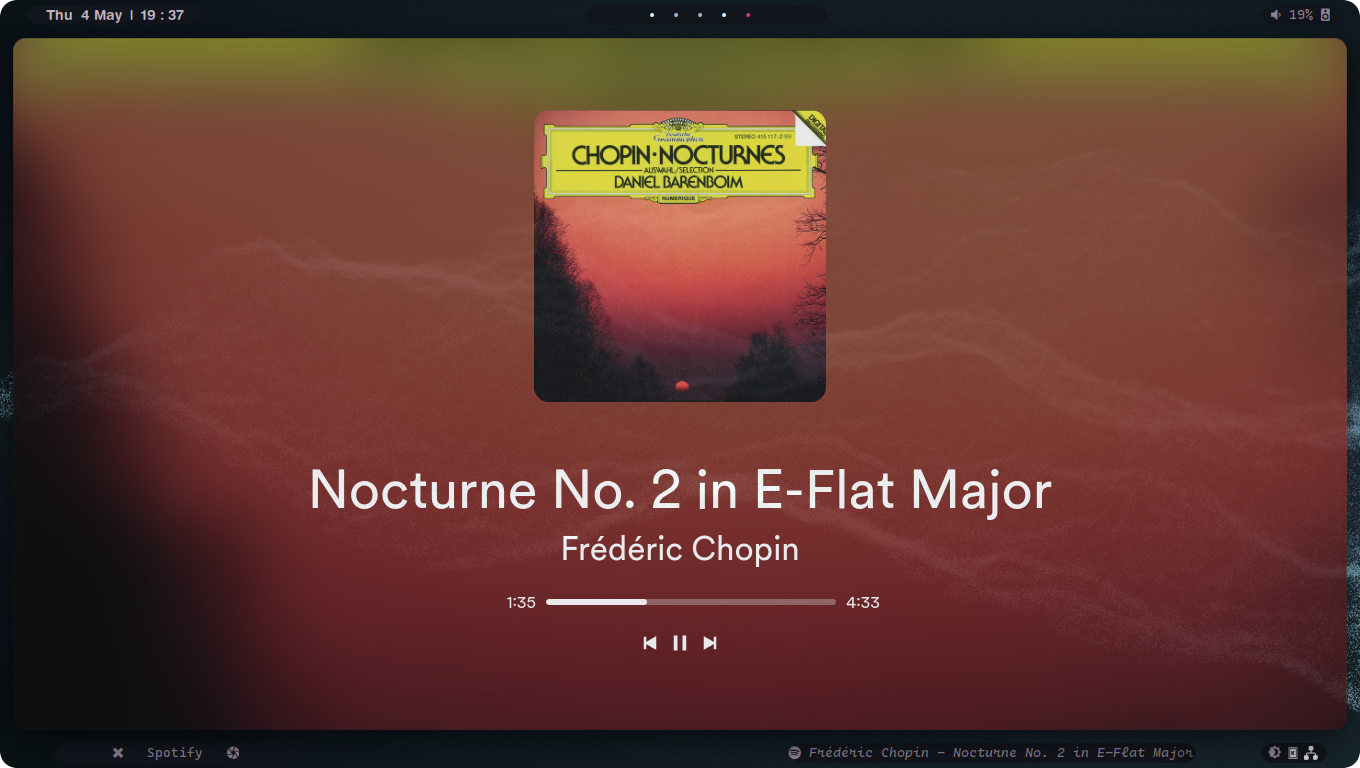 Thu 4 May | 19 : 37
19%
Deutsche
Grammophon
STEREO 415 117-2 GH
DIGITAL
CHOPIN·NOCTURNES
AUSWAHL/SELECTION
DANIEL BARENBOIM
NUMERIQUE
Nocturne No. 2 in E-Flat Major
Frédéric Chopin
1:35
4:33
Spotify
Frédéric Chopin – Nocturne No. 2 in E-Flat Major